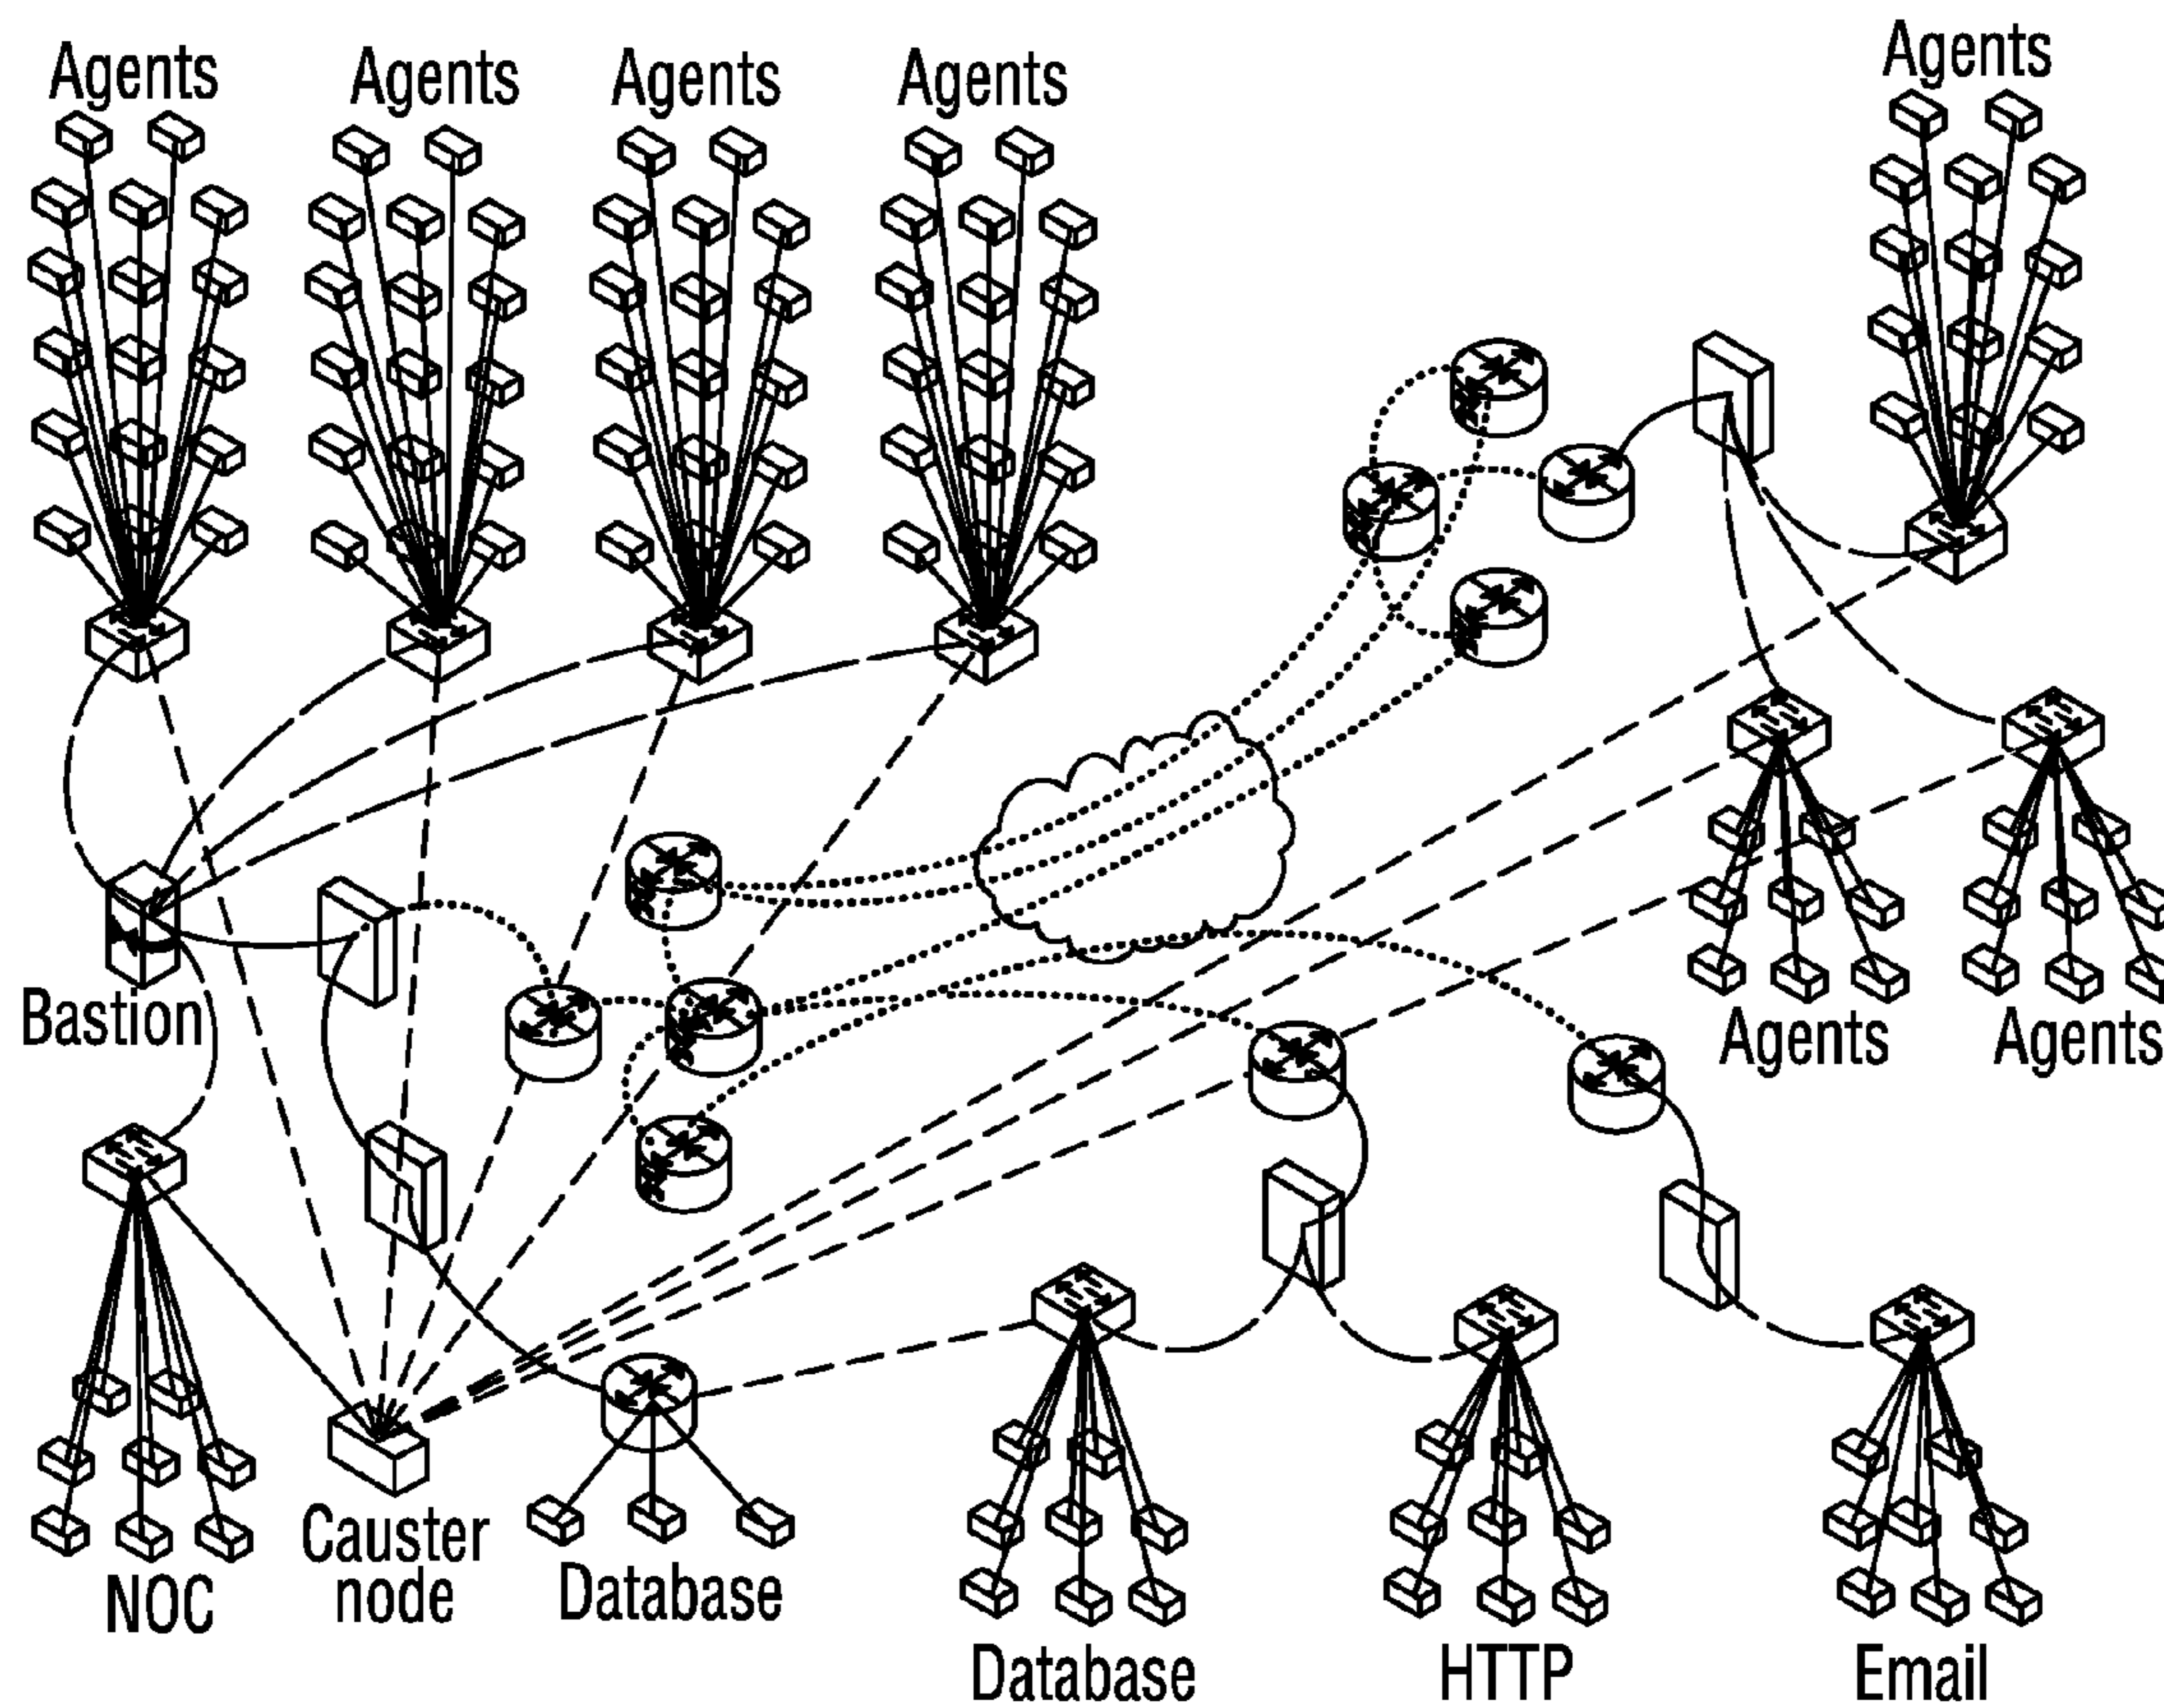 Agents
Agents
Agents
Agents
Agents
Bastion
Agents
Agents
NOC
Causter
node
Database
Database
HTTP
Email